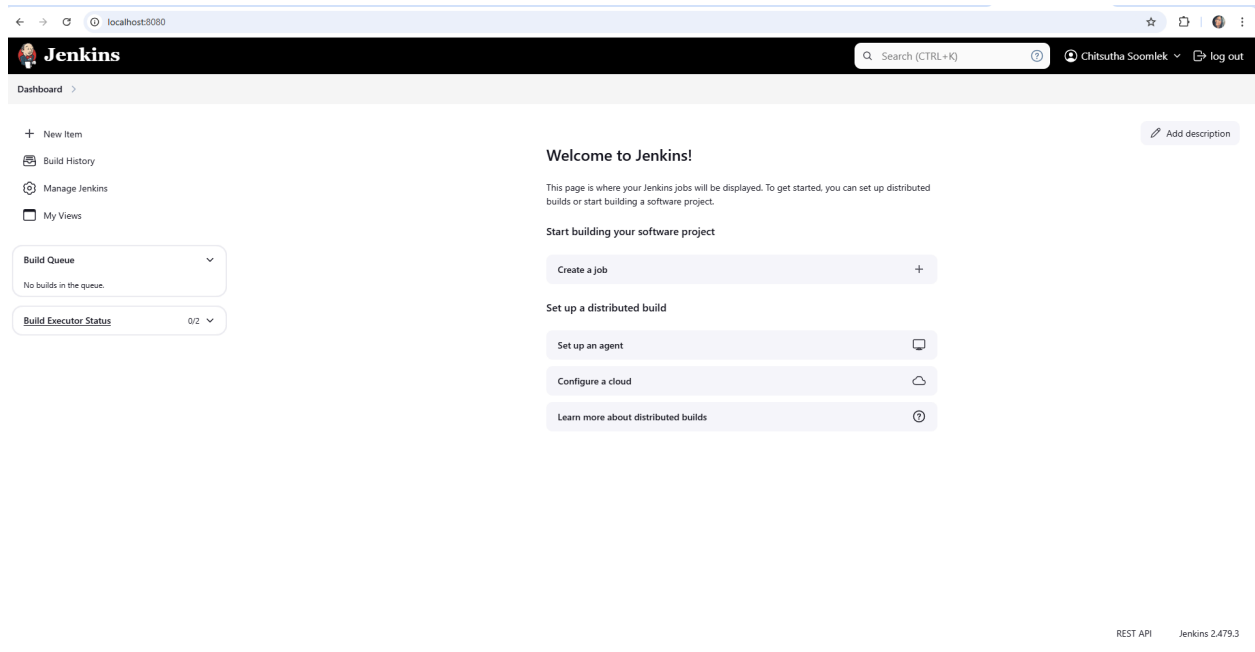 localhost:8080
Jenkins
Search (CTRL+K)
Chitsutha Soomlek
log out
Dashboard
New Item
Build History
Manage Jenkins
My Views
Build Queue
No builds in the queue.
Build Executor Status 0/2
Add description
Welcome to Jenkins!
This page is where your Jenkins jobs will be displayed. To get started, you can set up distributed
builds or start building a software project.
Start building your software project
Create a job
Set up a distributed build
Set up an agent
Configure a cloud
Learn more about distributed builds
REST API Jenkins 2.479.3